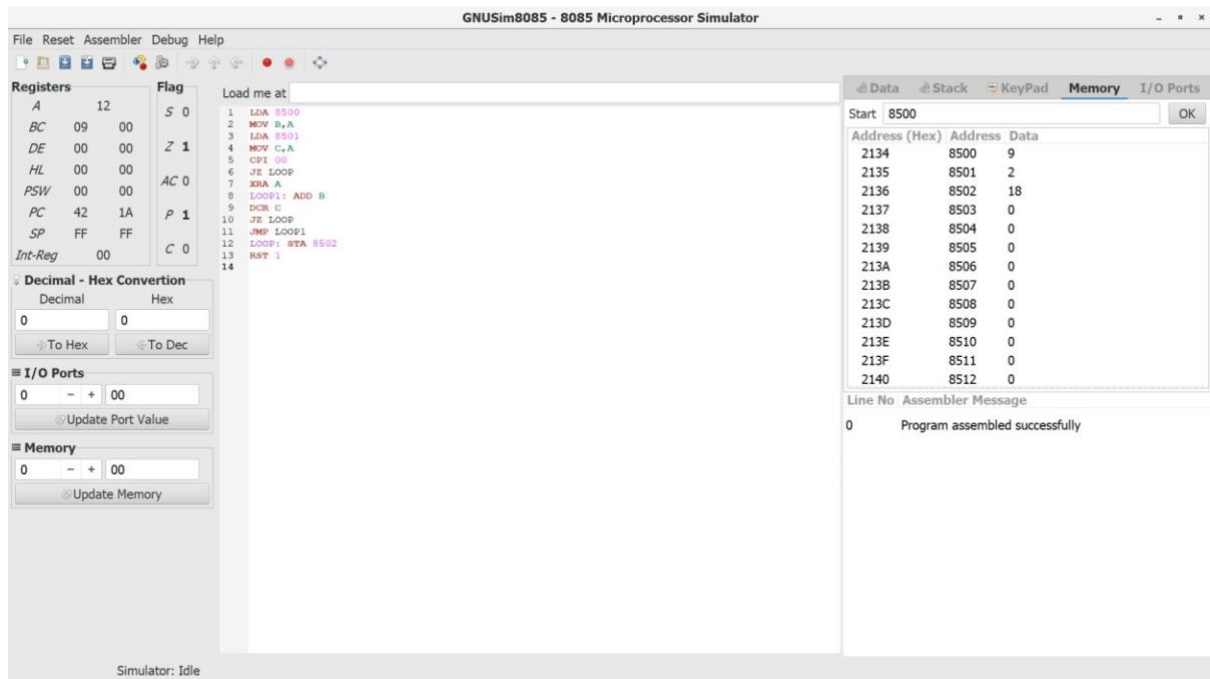 GNUSim8085 - 8085 Microprocessor Simulator
File Reset Assembler Debug Help
Registers
A 12
BC 09 00
DE 00 00
HL 00 00
PSW 00 00
PC 42 1A
SP FF FF
Int-Reg 00
Flag
S 0
Z 1
AC 0
P 1
C 0
Decimal - Hex Convertion
Decimal Hex
0 0
To Hex To Dec
I/O Ports
0 - + 00
Update Port Value
Memory
0 - + 00
Update Memory
Load me at
1 LDA 8500
2 MOV B,A
3 LDA 8501
4 MOV C,A
5 CPI 00
6 JZ LOOP
7 XRA A
8 LOOP1: ADD B
9 DCR C
10 JZ LOOP
11 JMP LOOP1
12 LOOP: STA 8502
13 RST 1
14
Data Stack KeyPad Memory I/O Ports
Start 8500 OK
Address (Hex) Address Data
2134 8500 9
2135 8501 2
2136 8502 18
2137 8503 0
2138 8504 0
2139 8505 0
213A 8506 0
213B 8507 0
213C 8508 0
213D 8509 0
213E 8510 0
213F 8511 0
2140 8512 0
Line No Assembler Message
0 Program assembled successfully
Simulator: Idle